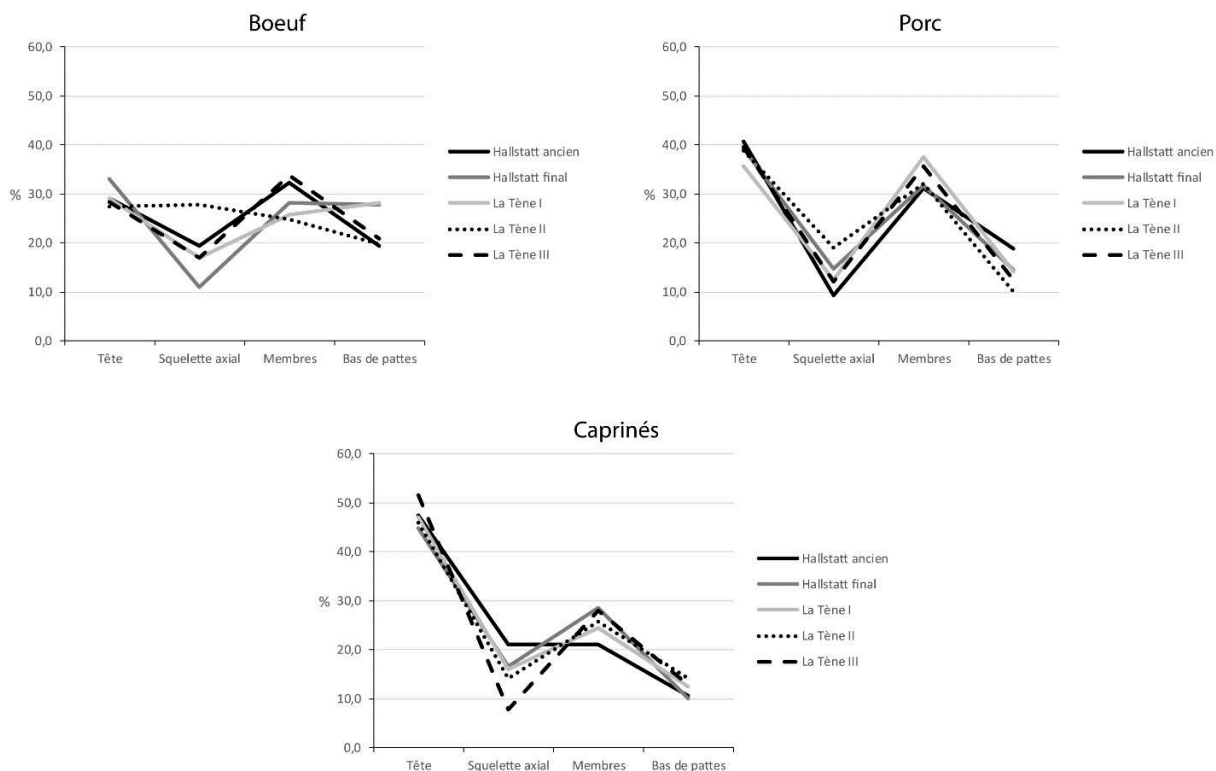 Boeuf
60,0
50,0
40,0
30,0
20,0
10,0
0,0
%
Tête Squelette axial Membres Bas de pattes
Hallstatt ancien
Hallstatt final
La Tène I
La Tène II
La Tène III
Porc
60,0
50,0
40,0
30,0
20,0
10,0
0,0
%
Tête Squelette axial Membres Bas de pattes
Hallstatt ancien
Hallstatt final
La Tène I
La Tène II
La Tène III
Caprinés
60,0
50,0
40,0
30,0
20,0
10,0
0,0
%
Tête Squelette axial Membres Bas de pattes
Hallstatt ancien
Hallstatt final
La Tène I
La Tène II
La Tène III